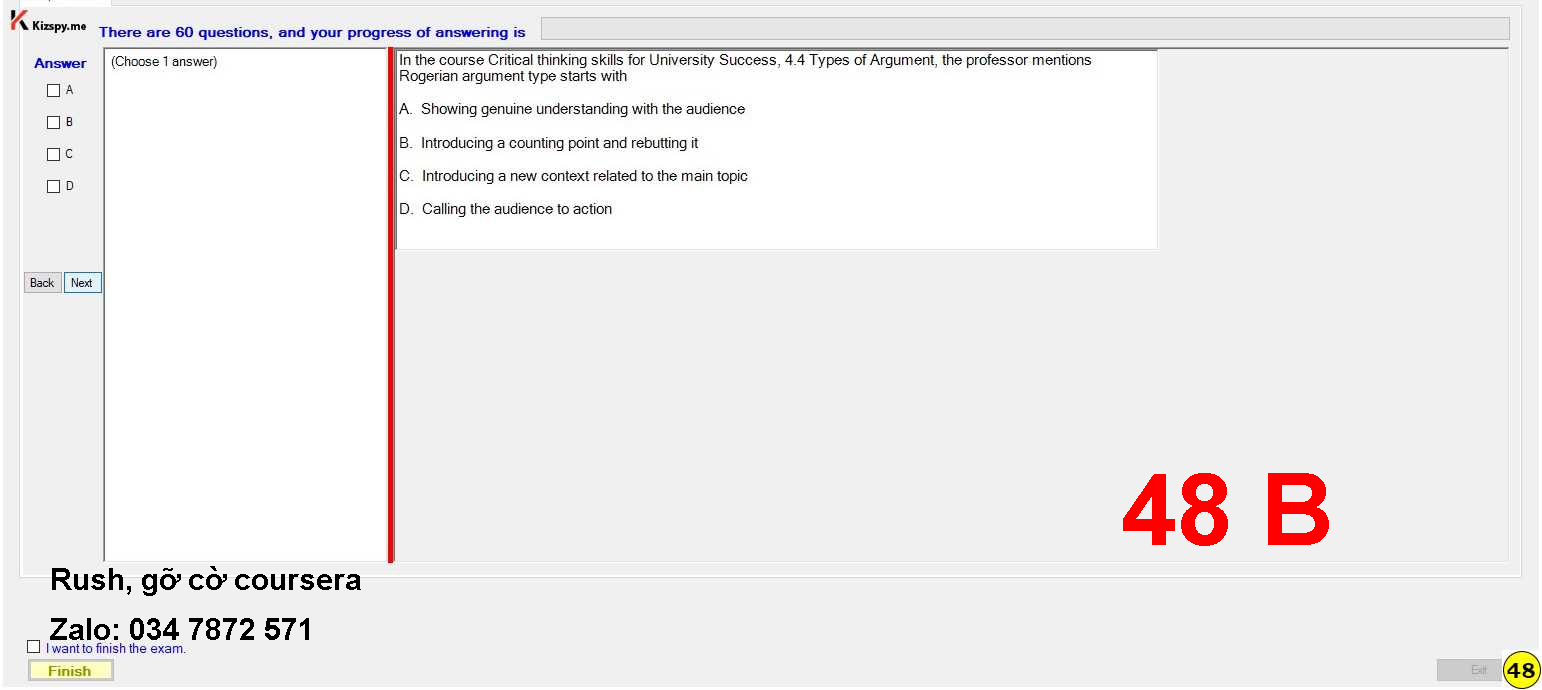 Kizspy.me
There are 60 questions, and your progress of answering is
Answer
(Choose 1 answer)
A
B
C
D
Back
Next
In the course Critical thinking skills for University Success, 4.4 Types of Argument, the professor mentions
Rogerian argument type starts with
A. Showing genuine understanding with the audience
B. Introducing a counting point and rebutting it
C. Introducing a new context related to the main topic
D. Calling the audience to action
48 B
Rush, gỡ cờ coursera
Zalo: 034 7872 571
I want to finish the exam.
Finish
Exit
48